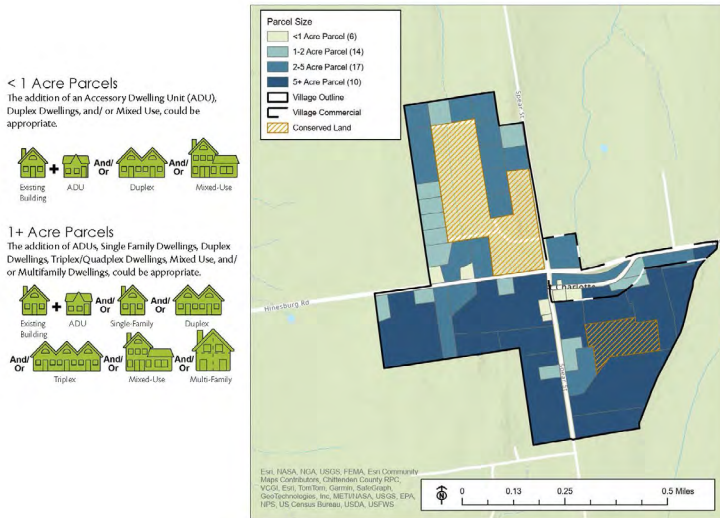 < 1 Acre Parcels
The addition of an Accessory Dwelling Unit (ADU),
Duplex Dwellings, and/ or Mixed Use, could be
appropriate.
+ And/ Or And/ Or
Existing Building ADU Duplex Mixed-Use
1+ Acre Parcels
The addition of ADUs, Single Family Dwellings, Duplex
Dwellings, Triplex/Quadplex Dwellings, Mixed Use, and/
or Multifamily Dwellings, could be appropriate.
+ And/ Or And/ Or
Existing Building ADU Single-Family Duplex
And/ Or And/ Or And/ Or
Triplex Mixed-Use Multi-Family
Parcel Size
<1 Acre Parcel (6)
1-2 Acre Parcel (14)
2-5 Acre Parcel (17)
5+ Acre Parcel (10)
Village Outline
Village Commercial
Conserved Land
Spear St
Hinesburg Rd
Charlotte
Spear St
Esri, NASA, NGA, USGS, FEMA, Esri Community
Maps Contributors, Chittenden County RPC,
VCGI, Esri, TomTom, Garmin, SafeGraph,
GeoTechnologies, Inc, METI/NASA, USGS, EPA,
NPS, US Census Bureau, USDA, USFWS
N 0 0.13 0.25 0.5 Miles